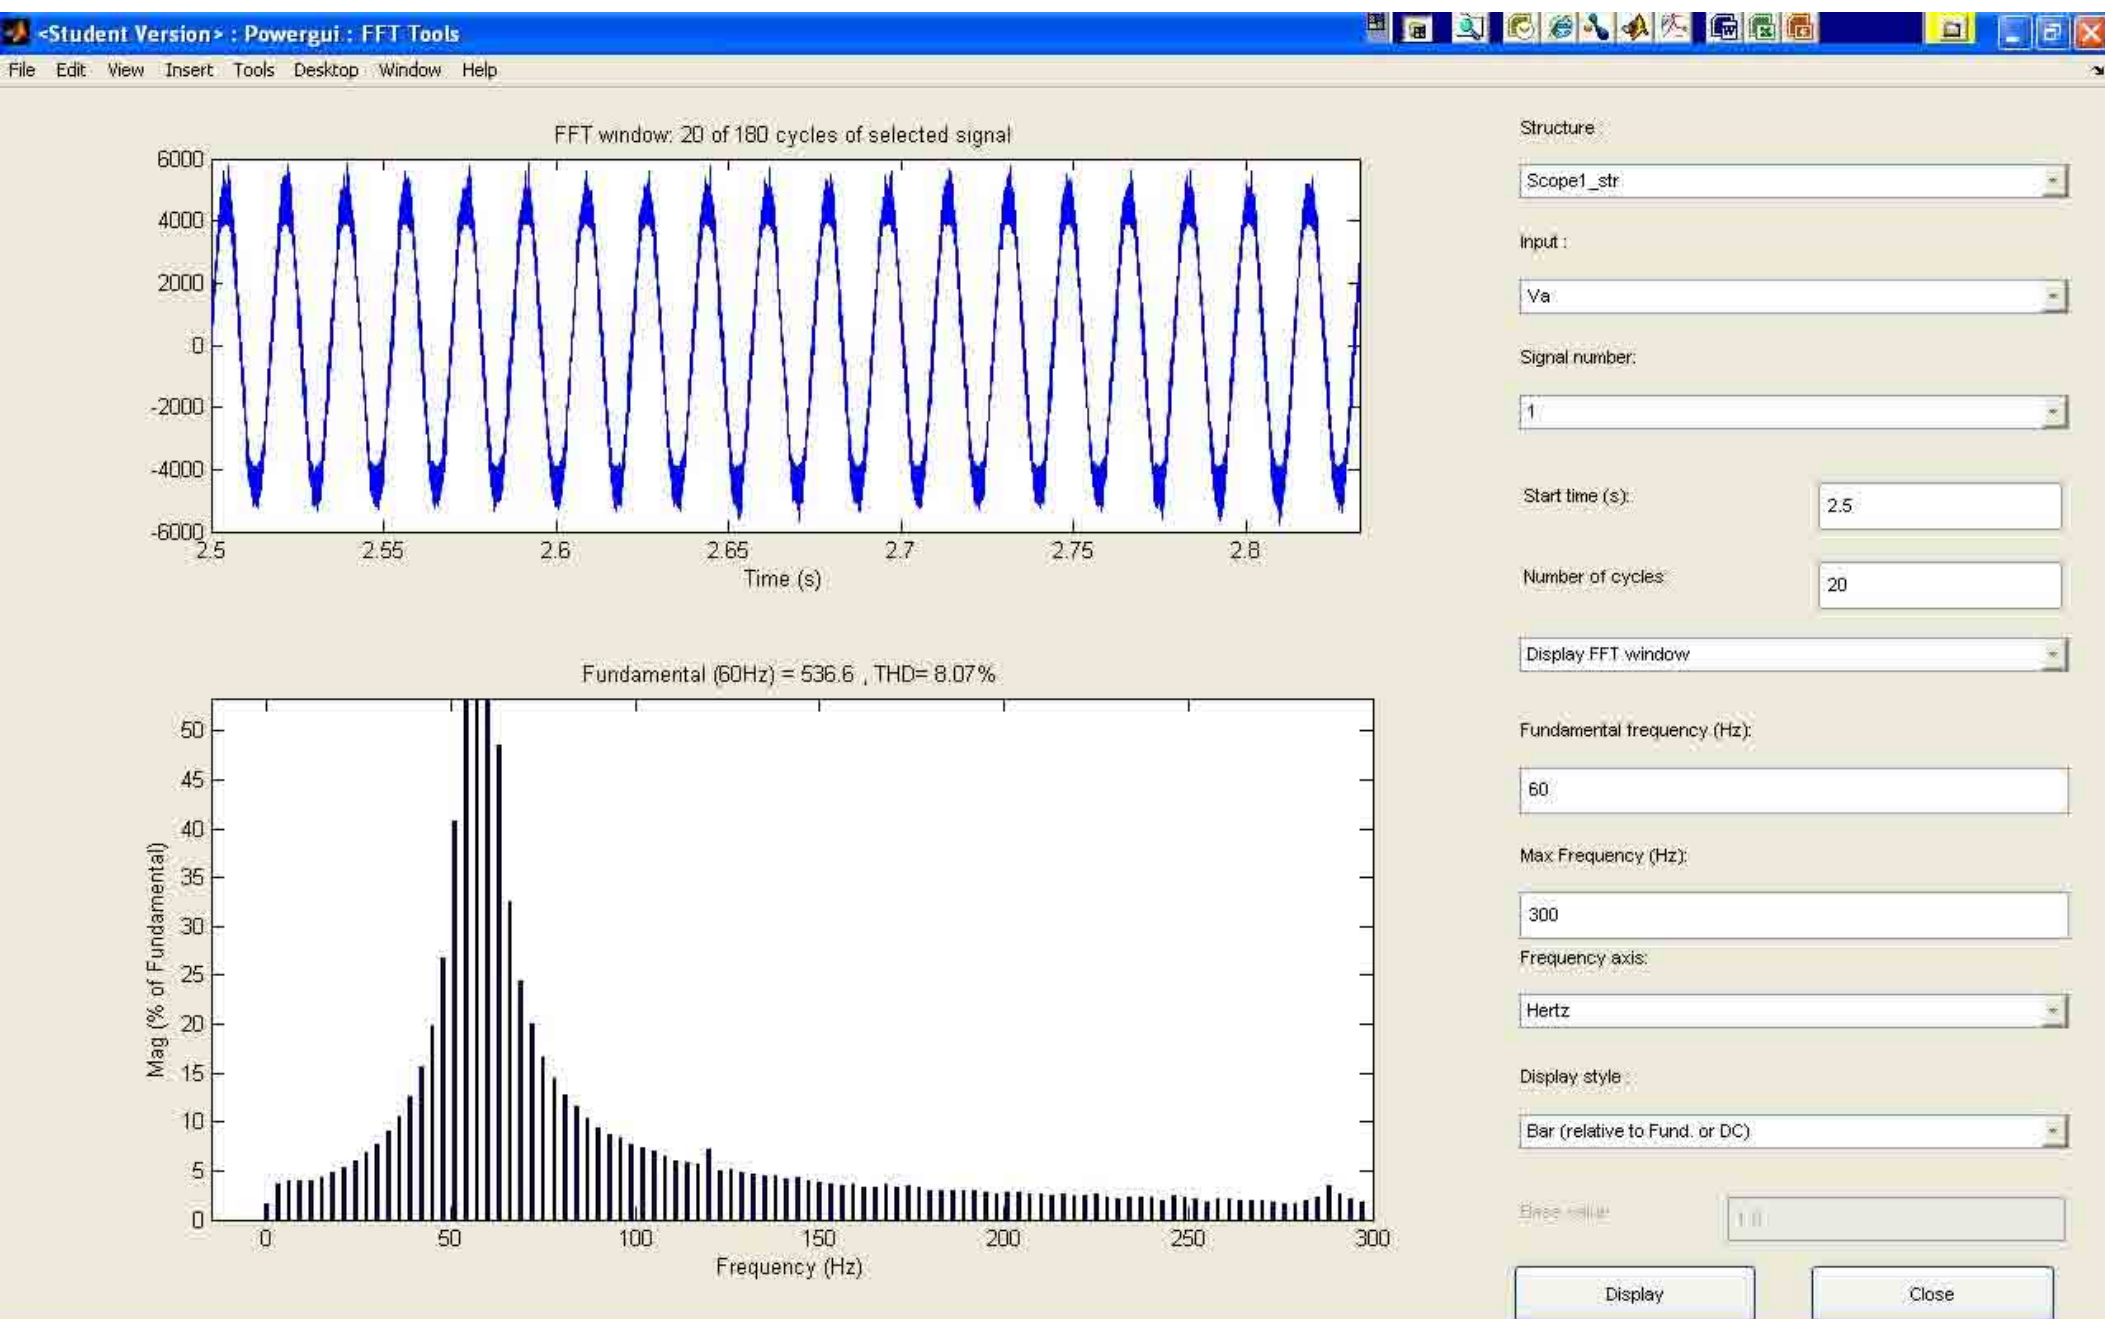 <Student Version> : Powergui : FFT Tools
File Edit View Insert Tools Desktop Window Help
FFT window: 20 of 180 cycles of selected signal
6000
4000
2000
0
-2000
-4000
-6000
2.5 2.55 2.6 2.65 2.7 2.75 2.8
Time (s)
Fundamental (60Hz) = 536.6 , THD= 8.07%
Mag (% of Fundamental)
50
45
40
35
30
25
20
15
10
5
0
0 50 100 150 200 250 300
Frequency (Hz)
Structure :
Scope1_str
Input :
Va
Signal number:
1
Start time (s):
2.5
Number of cycles:
20
Display FFT window
Fundamental frequency (Hz):
60
Max Frequency (Hz):
300
Frequency axis:
Hertz
Display style :
Bar (relative to Fund. or DC)
Base value:
1.0
Display
Close